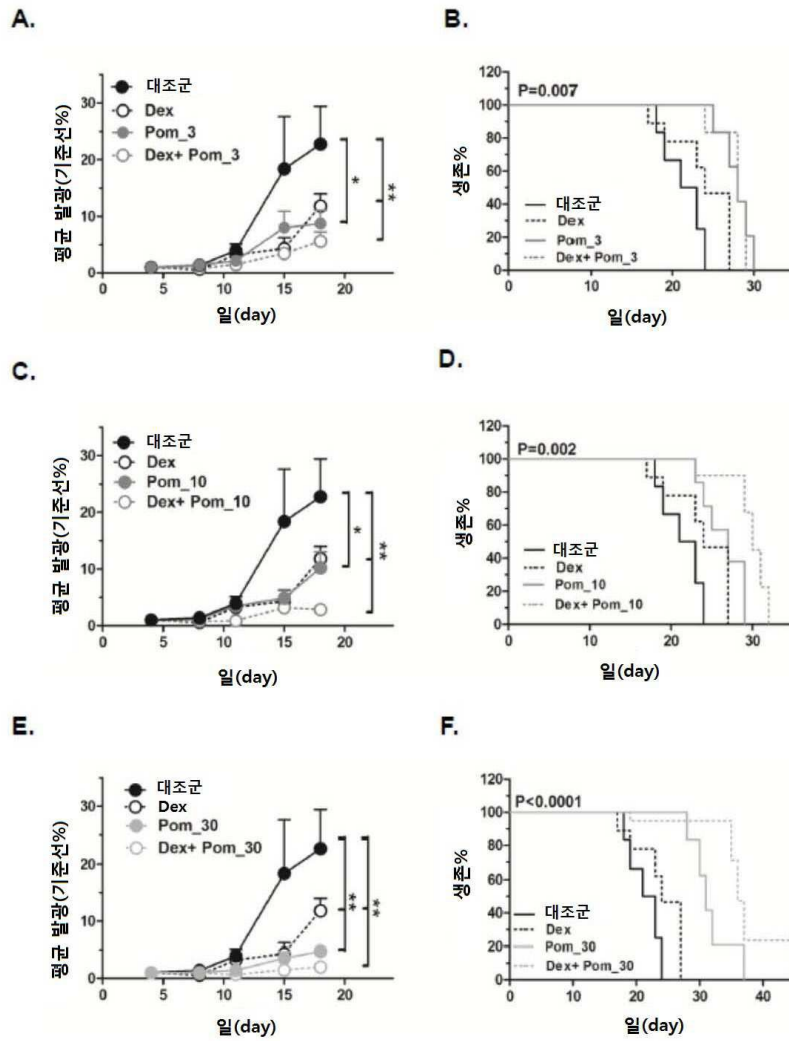 A.
B.
평균 발광(기준선%)
30
20
10
0
대조군
Dex
Pom_3
Dex+ Pom_3
*
**
0
5
10
15
20
일(day)
생존%
120
100
80
60
40
20
0
P=0.007
대조군
Dex
Pom_3
Dex+ Pom_3
0
10
20
30
일(day)
C.
D.
평균 발광(기준선%)
30
20
10
0
대조군
Dex
Pom_10
Dex+ Pom_10
*
**
0
5
10
15
20
일(day)
생존%
120
100
80
60
40
20
0
P=0.002
대조군
Dex
Pom_10
Dex+ Pom_10
0
10
20
30
일(day)
E.
F.
평균 발광(기준선%)
30
20
10
0
대조군
Dex
Pom_30
Dex+ Pom_30
**
**
0
5
10
15
20
일(day)
생존%
120
100
80
60
40
20
0
P<0.0001
대조군
Dex
Pom_30
Dex+ Pom_30
0
10
20
30
40
일(day)